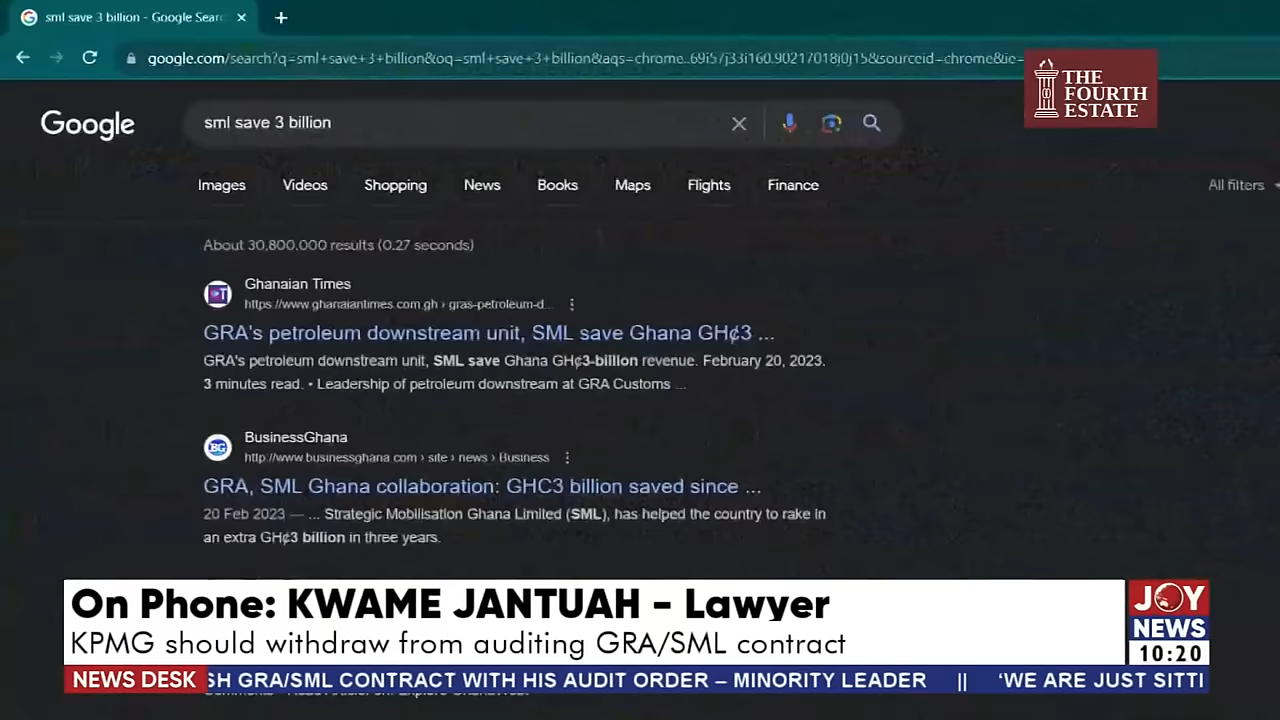 sml save 3 billion - Google Sear
google.com/search?q=sml+save+3+billion&oq=sml+save+3+billion&aqs=chrome..69i57j33i160.90217018j0j15&sourceid=chrome&ie=
THE
FOURTH
ESTATE
Google
sml save 3 billion
Images Videos Shopping News Books Maps Flights Finance
All filters
About 30,800,000 results (0.27 seconds)
Ghanaian Times
https://www.ghanaiantimes.com.gh › gras-petroleum-d...
GRA's petroleum downstream unit, SML save Ghana GH¢3 ...
GRA's petroleum downstream unit, SML save Ghana GH¢3-billion revenue. February 20, 2023.
3 minutes read. • Leadership of petroleum downstream at GRA Customs ...
BusinessGhana
http://www.businessghana.com › site › news › Business
GRA, SML Ghana collaboration: GHC3 billion saved since ...
20 Feb 2023 — ... Strategic Mobilisation Ghana Limited (SML), has helped the country to rake in
an extra GH¢3 billion in three years.
On Phone: KWAME JANTUAH - Lawyer
KPMG should withdraw from auditing GRA/SML contract
JOY
NEWS
10:20
NEWS DESK
SH GRA/SML CONTRACT WITH HIS AUDIT ORDER – MINORITY LEADER || ‘WE ARE JUST SITTI